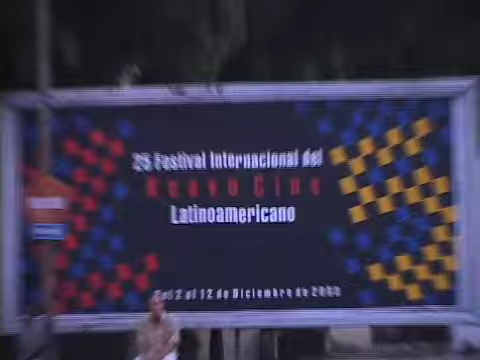 25 Festival Internacional del
Nuevo Cine
Latinoamericano
Del 2 al 12 de Diciembre de 2003